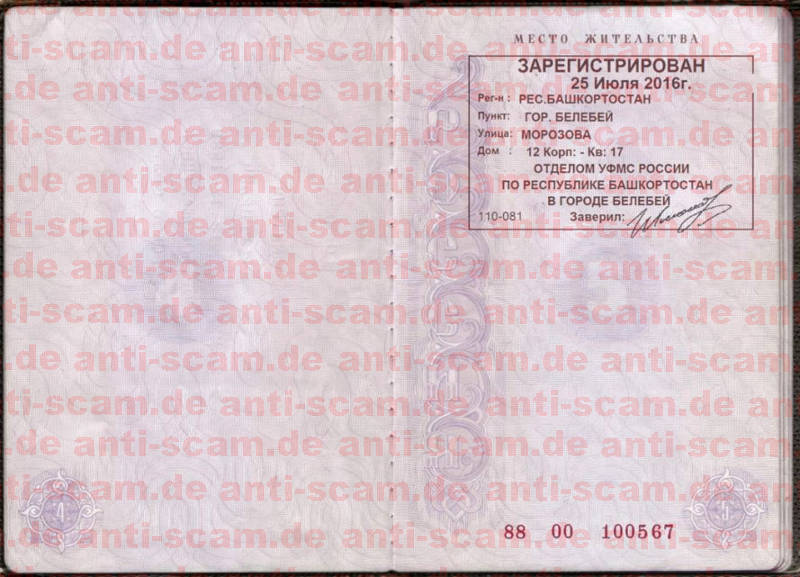 МЕСТО ЖИТЕЛЬСТВА
ЗАРЕГИСТРИРОВАН
25 Июля 2016г.
Рег-н : РЕС.БАШКОРТОСТАН
Пункт: ГОР. БЕЛЕБЕЙ
Улица: МОРОЗОВА
Дом : 12 Корп: - Кв: 17
ОТДЕЛОМ УФМС РОССИИ
ПО РЕСПУБЛИКЕ БАШКОРТОСТАН
В ГОРОДЕ БЕЛЕБЕЙ
110-081 Заверил:
4
5
88 00 100567
anti-scam.de